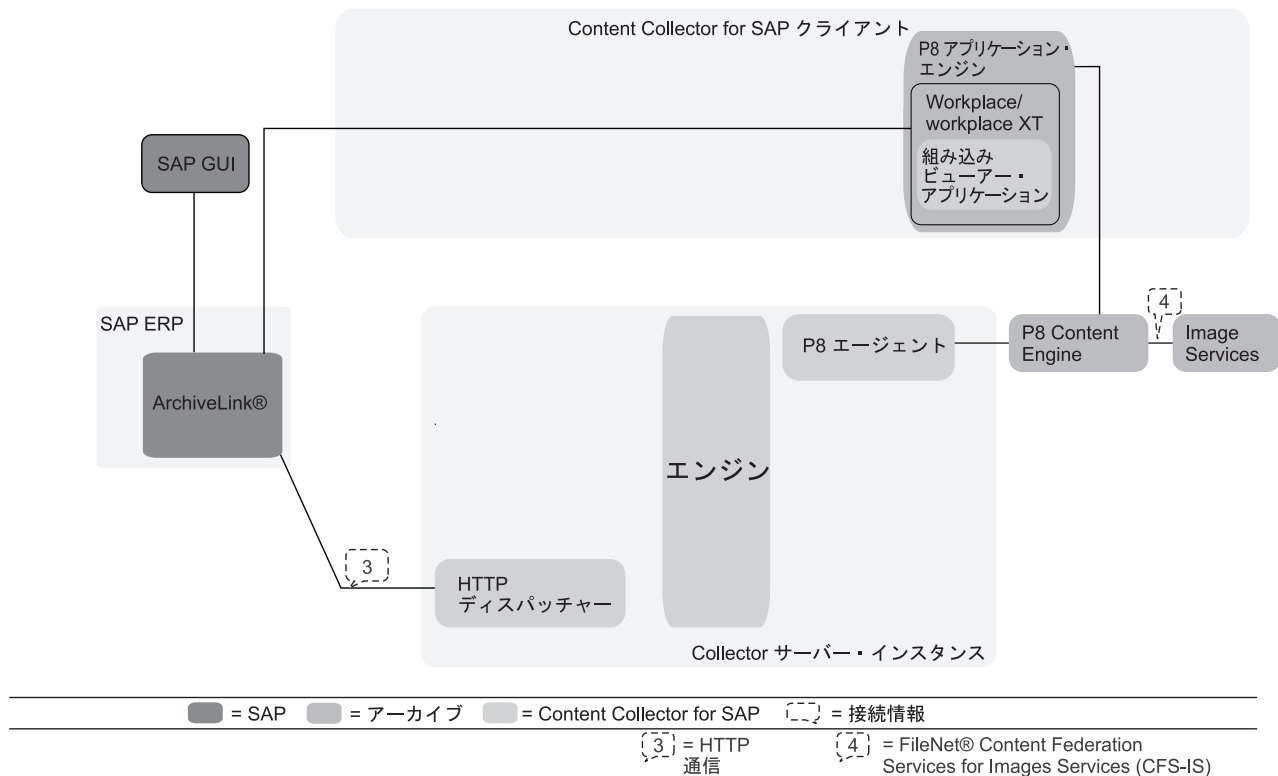 Content Collector for SAP クライアント
P8 アプリケーション・
エンジン
Workplace/
workplace XT
組み込み
ビューアー・
アプリケーション
SAP GUI
SAP ERP
ArchiveLink®
P8 エージェント
P8 Content
Engine
4
Image
Services
エンジン
3
HTTP
ディスパッチャー
Collector サーバー・インスタンス
= SAP = アーカイブ = Content Collector for SAP = 接続情報
3 = HTTP
通信
4 = FileNet® Content Federation
Services for Images Services (CFS-IS)